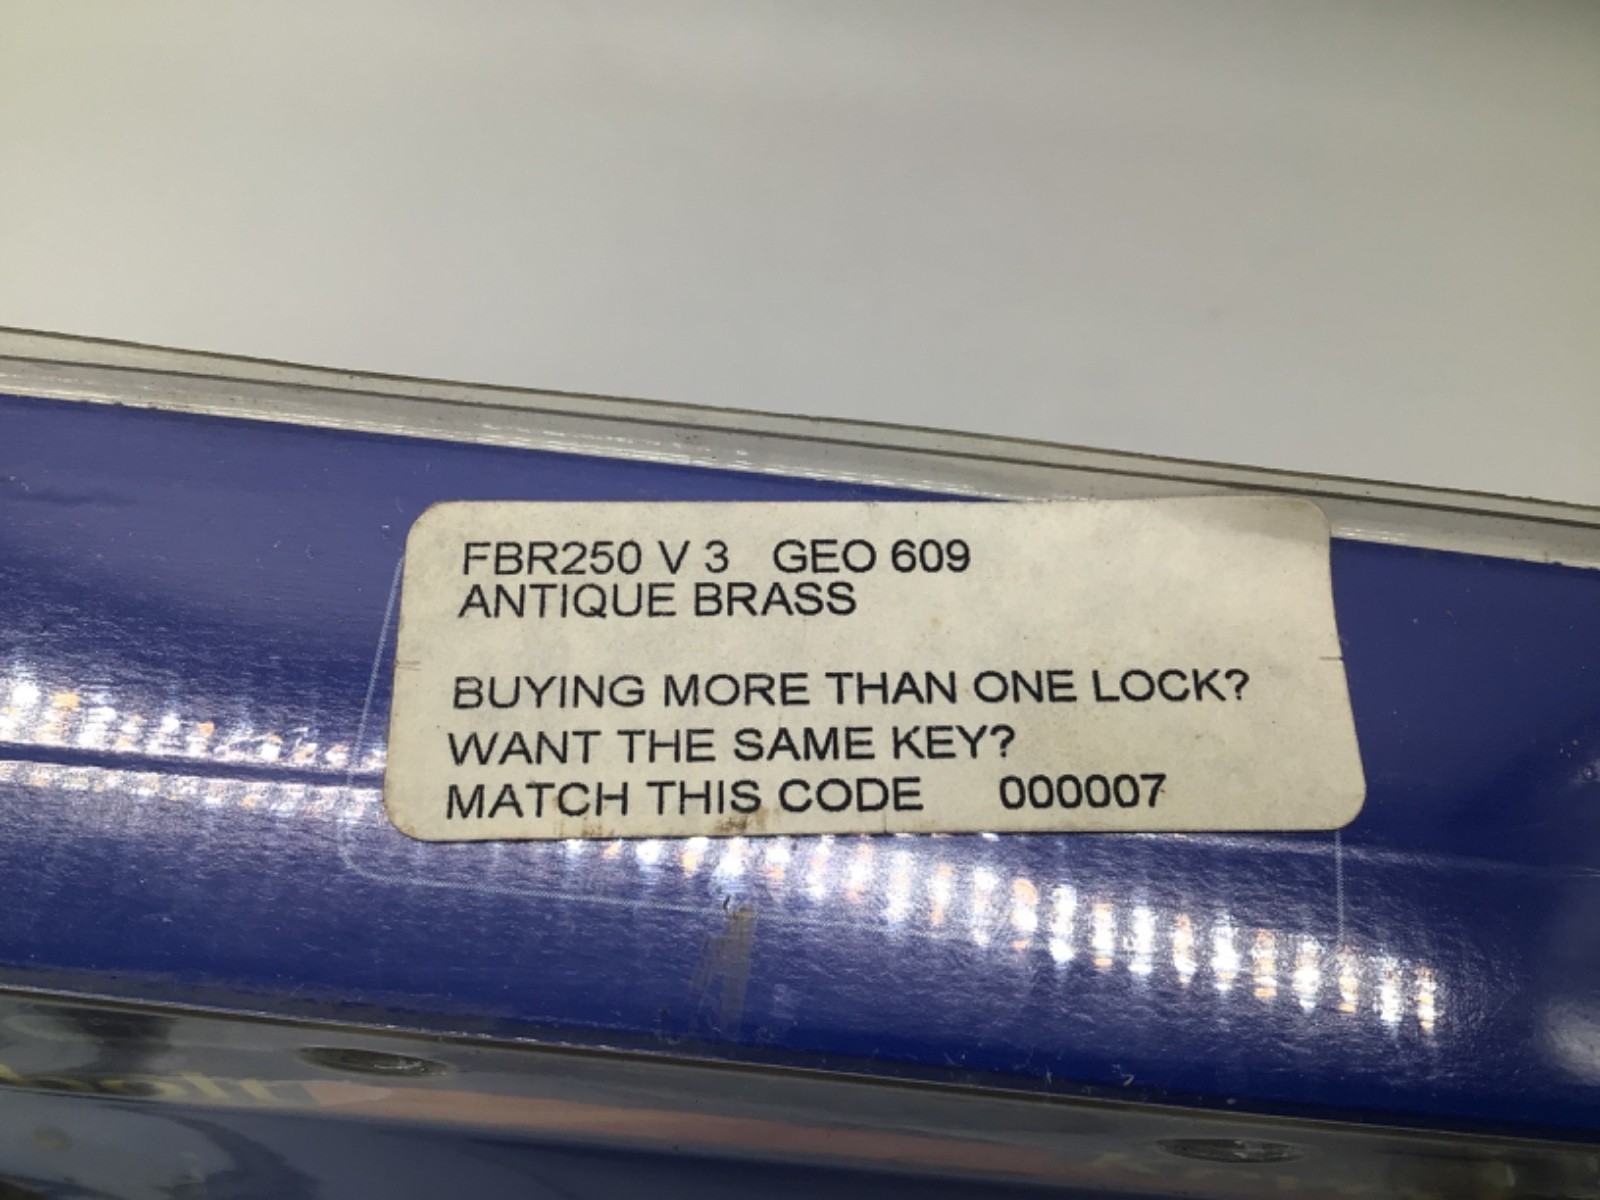 FBR250 V 3 GEO 609
ANTIQUE BRASS
BUYING MORE THAN ONE LOCK?
WANT THE SAME KEY?
MATCH THIS CODE 000007